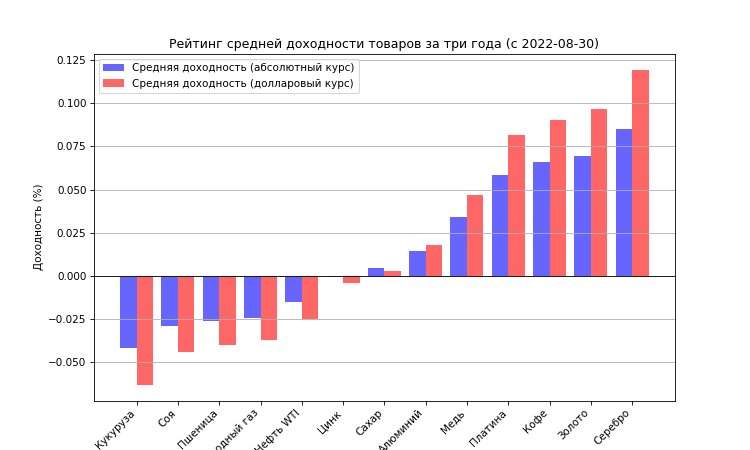 Рейтинг средней доходности товаров за три года (с 2022-08-30)
Средняя доходность (абсолютный курс)
Средняя доходность (долларовый курс)
Доходность (%)
0.125
0.100
0.075
0.050
0.025
0.000
−0.025
−0.050
Кукуруза
Соя
Пшеница
одный газ
Нефть WTI
Цинк
Сахар
Алюминий
Медь
Платина
Кофе
Золото
Серебро